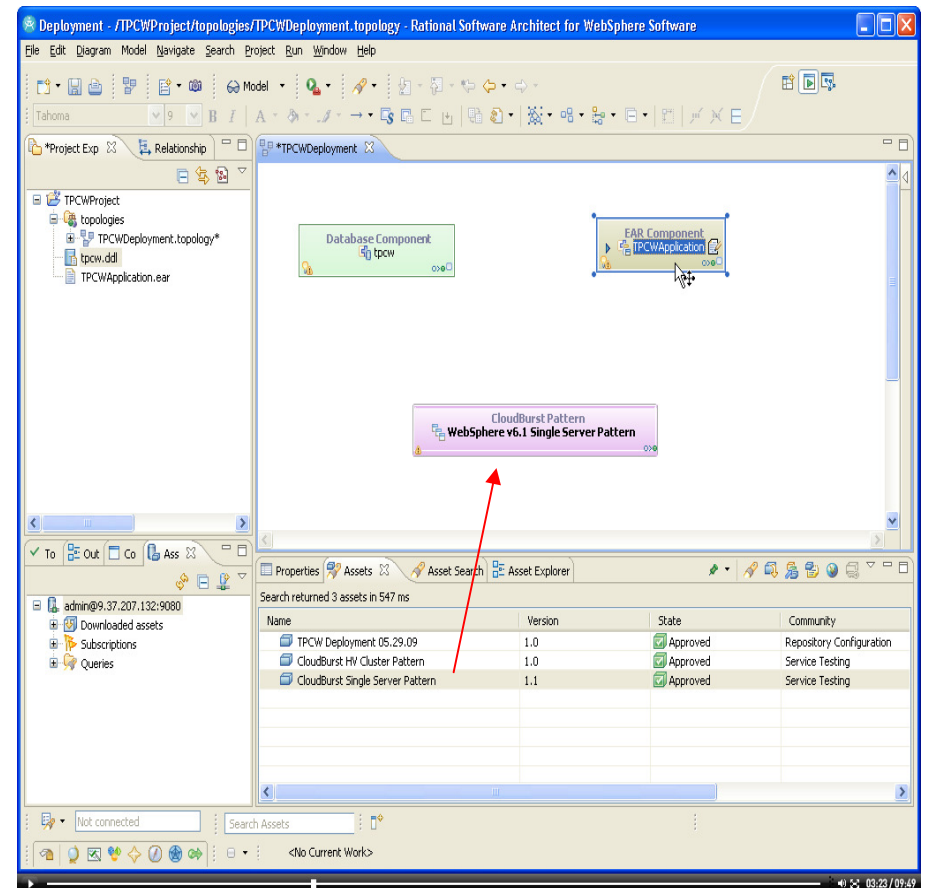 Deployment - /TPCWProject/topologies/TPCWDeployment.topology - Rational Software Architect for WebSphere Software
File Edit Diagram Model Navigate Search Project Run Window Help
Model
Tahoma 9 B I A
*Project Exp Relationship
*TPCWDeployment
TPCWProject
topologies
TPCWDeployment.topology*
tpcw.ddl
TPCWApplication.ear
Database Component
tpcw
EAR Component
TPCWApplication
CloudBurst Pattern
WebSphere v6.1 Single Server Pattern
To Out Co Ass
admin@9.37.207.132:9080
Downloaded assets
Subscriptions
Queries
Properties Assets Asset Search Asset Explorer
Search returned 3 assets in 547 ms
Name Version State Community
TPCW Deployment 05.29.09 1.0 Approved Repository Configuration
CloudBurst HV Cluster Pattern 1.0 Approved Service Testing
CloudBurst Single Server Pattern 1.1 Approved Service Testing
Not connected Search Assets
<No Current Work>
03:23 / 09:49